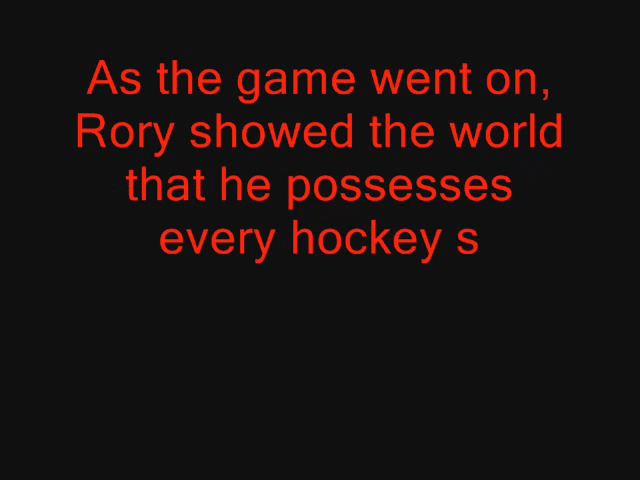 As the game went on,
Rory showed the world
that he possesses
every hockey s